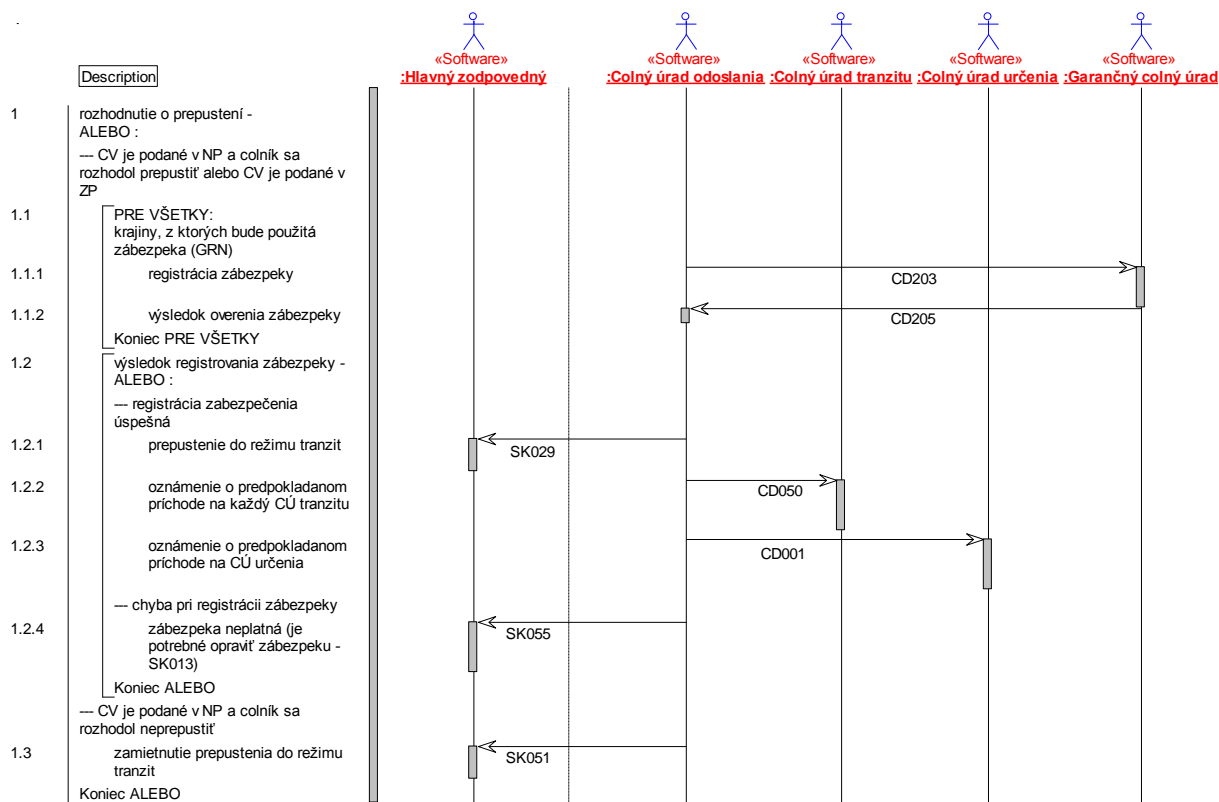 «Software» «Software» «Software» «Software» «Software»
Description :Hlavný zodpovedný :Colný úrad odoslania :Colný úrad tranzitu :Colný úrad určenia :Garančný colný úrad
1 rozhodnutie o prepustení -
ALEBO :
--- CV je podané v NP a colník sa
rozhodol prepustiť alebo CV je podané v
ZP
1.1 PRE VŠETKY:
krajiny, z ktorých bude použitá
zábezpeka (GRN)
1.1.1 registrácia zábezpeky CD203
1.1.2 výsledok overenia zábezpeky CD205
Koniec PRE VŠETKY
1.2 výsledok registrovania zábezpeky -
ALEBO :
--- registrácia zabezpečenia
úspešná
1.2.1 prepustenie do režimu tranzit SK029
1.2.2 oznámenie o predpokladanom CD050
príchode na každý CÚ tranzitu
1.2.3 oznámenie o predpokladanom CD001
príchode na CÚ určenia
--- chyba pri registrácii zábezpeky
1.2.4 zábezpeka neplatná (je SK055
potrebné opraviť zábezpeku -
SK013)
Koniec ALEBO
--- CV je podané v NP a colník sa
rozhodol neprepustiť
1.3 zamietnutie prepustenia do režimu SK051
tranzit
Koniec ALEBO